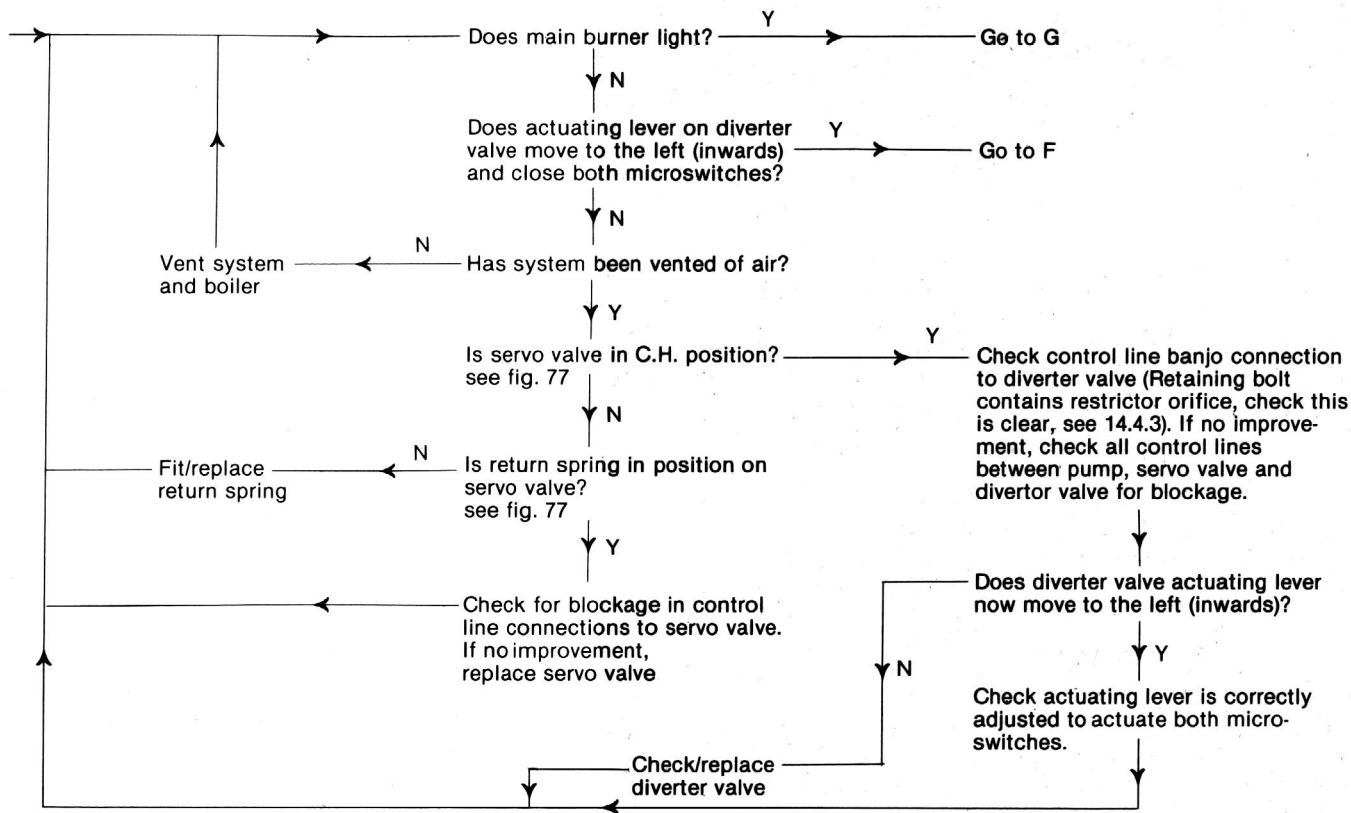 Does main burner light?
Y
Go to G
N
Does actuating lever on diverter
valve move to the left (inwards)
and close both microswitches?
Y
Go to F
N
Vent system
and boiler
N
Has system been vented of air?
Y
Is servo valve in C.H. position?
see fig. 77
Y
Check control line banjo connection
to diverter valve (Retaining bolt
contains restrictor orifice, check this
is clear, see 14.4.3). If no improve-
ment, check all control lines
between pump, servo valve and
divertor valve for blockage.
N
Fit/replace
return spring
N
Is return spring in position on
servo valve?
see fig. 77
Y
Check for blockage in control
line connections to servo valve.
If no improvement,
replace servo valve
Does diverter valve actuating lever
now move to the left (inwards)?
N
Y
Check actuating lever is correctly
adjusted to actuate both micro-
switches.
Check/replace
diverter valve